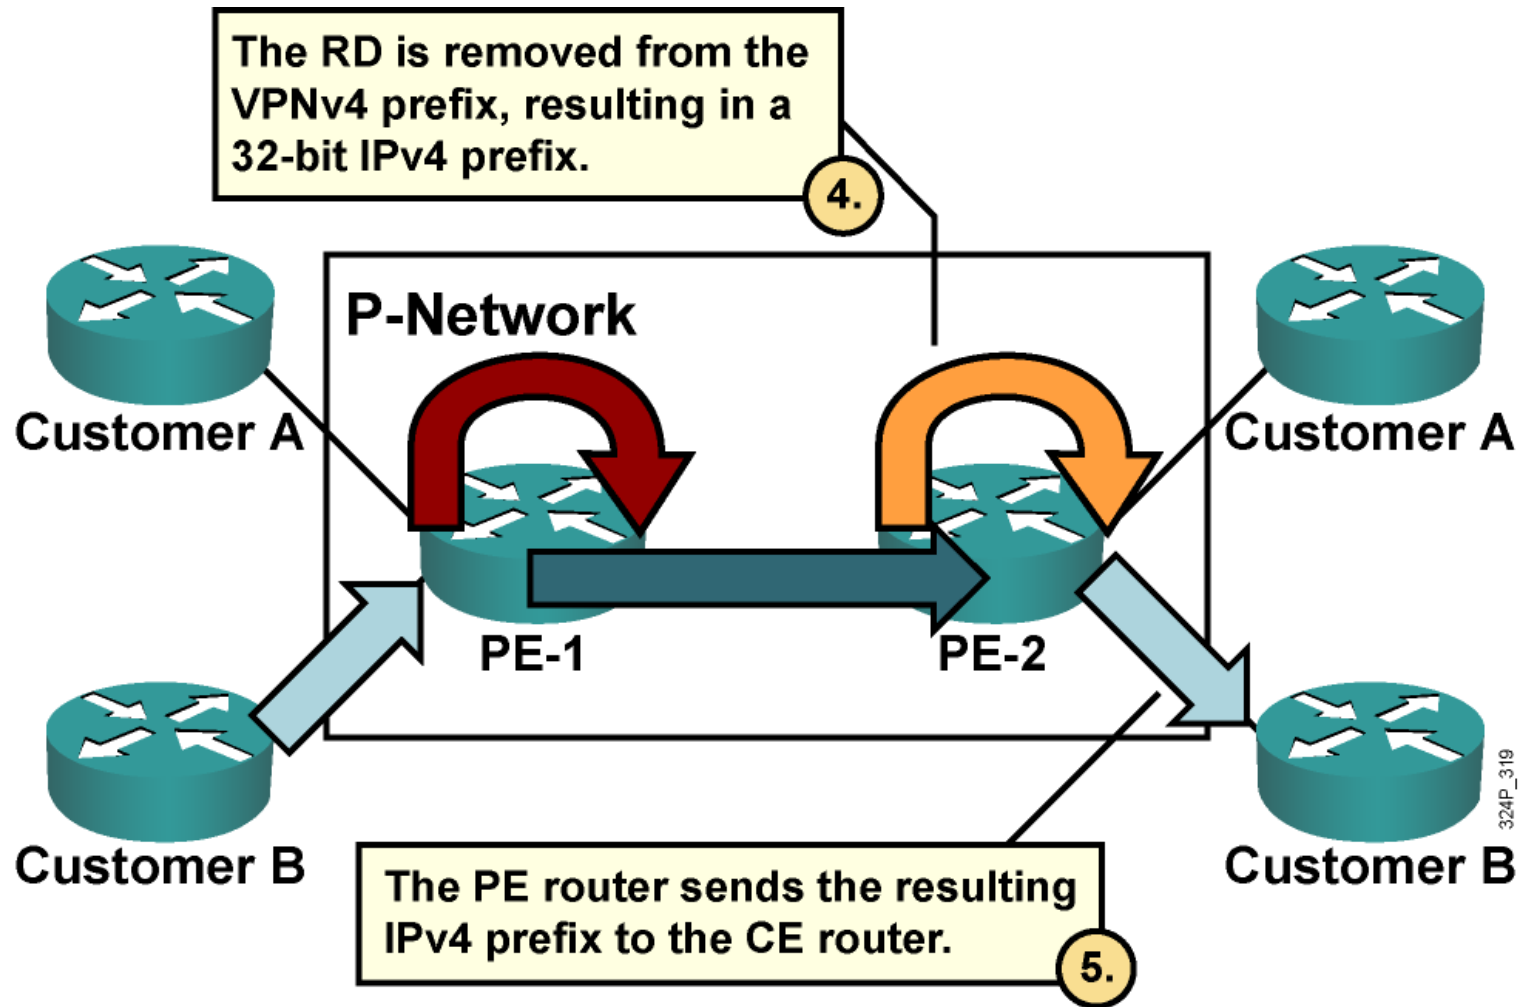 The RD is removed from the
VPNv4 prefix, resulting in a
32-bit IPv4 prefix.
4.
P-Network
Customer A
Customer A
PE-1
PE-2
Customer B
Customer B
324P_319
The PE router sends the resulting
IPv4 prefix to the CE router.
5.